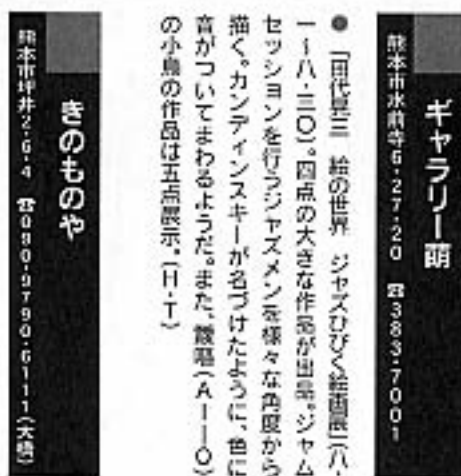 ギャラリー萌
熊本市水前寺6・27・20 ☎383・7001
●「田代晃三 絵の世界 ジャズひびく絵画展」(八・
一ー八・三〇)。四点の大きな作品が出品。ジャム
セッションを行うジャズメンを様々な角度から
描く。カンディンスキーが名づけたように、色に
音がついてまわるようだ。また、(A−−O)
の小鳥の作品は五点展示。(H・T)
きのものや
熊本市坪井2・6・4 ☎090・9790・6111(大橋)